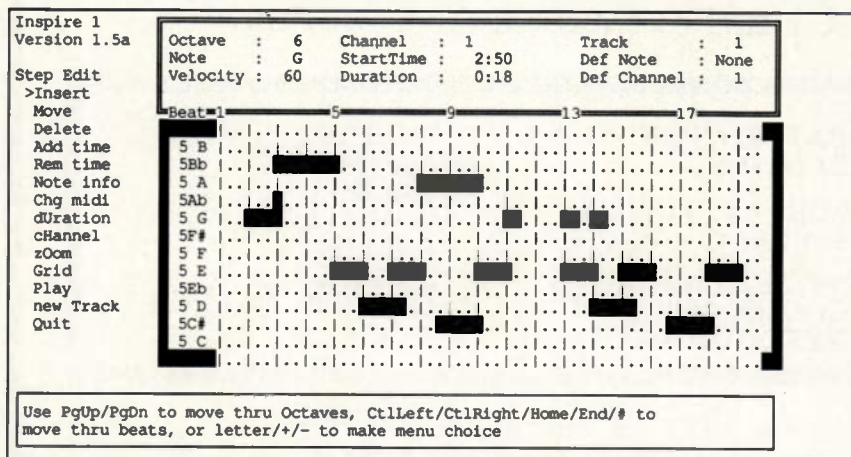 Inspire 1
Version 1.5a
Octave : 6 Channel : 1 Track : 1
Note : G StartTime : 2:50 Def Note : None
Velocity : 60 Duration : 0:18 Def Channel : 1
Step Edit
>Insert
Move
Delete
Add time
Rem time
Note info
Chg midi
dUration
cHannel
zOom
Grid
Play
new Track
Quit
Beat 1 5 9 13 17
5 B
5Bb
5 A
5Ab
5 G
5F#
5 F
5 E
5Eb
5 D
5C#
5 C
Use PgUp/PgDn to move thru Octaves, CtlLeft/CtlRight/Home/End/# to
move thru beats, or letter/+/- to make menu choice